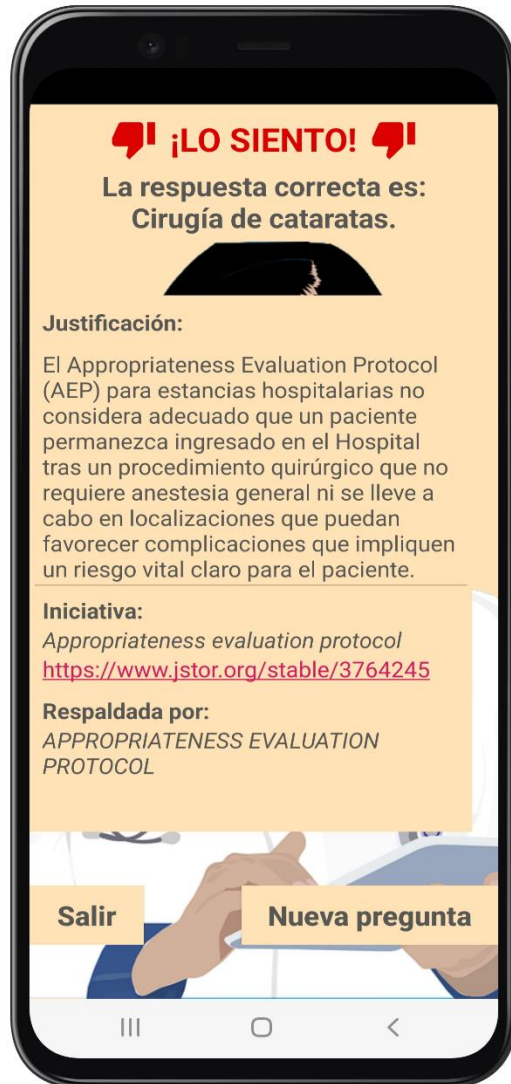 ¡LO SIENTO!
La respuesta correcta es:
Cirugía de cataratas.
Justificación:
El Appropriateness Evaluation Protocol
(AEP) para estancias hospitalarias no
considera adecuado que un paciente
permanezca ingresado en el Hospital
tras un procedimiento quirúrgico que no
requiere anestesia general ni se lleve a
cabo en localizaciones que puedan
favorecer complicaciones que impliquen
un riesgo vital claro para el paciente.
Iniciativa:
Appropriateness evaluation protocol
https://www.jstor.org/stable/3764245
Respaldada por:
APPROPRIATENESS EVALUATION
PROTOCOL
Salir
Nueva pregunta